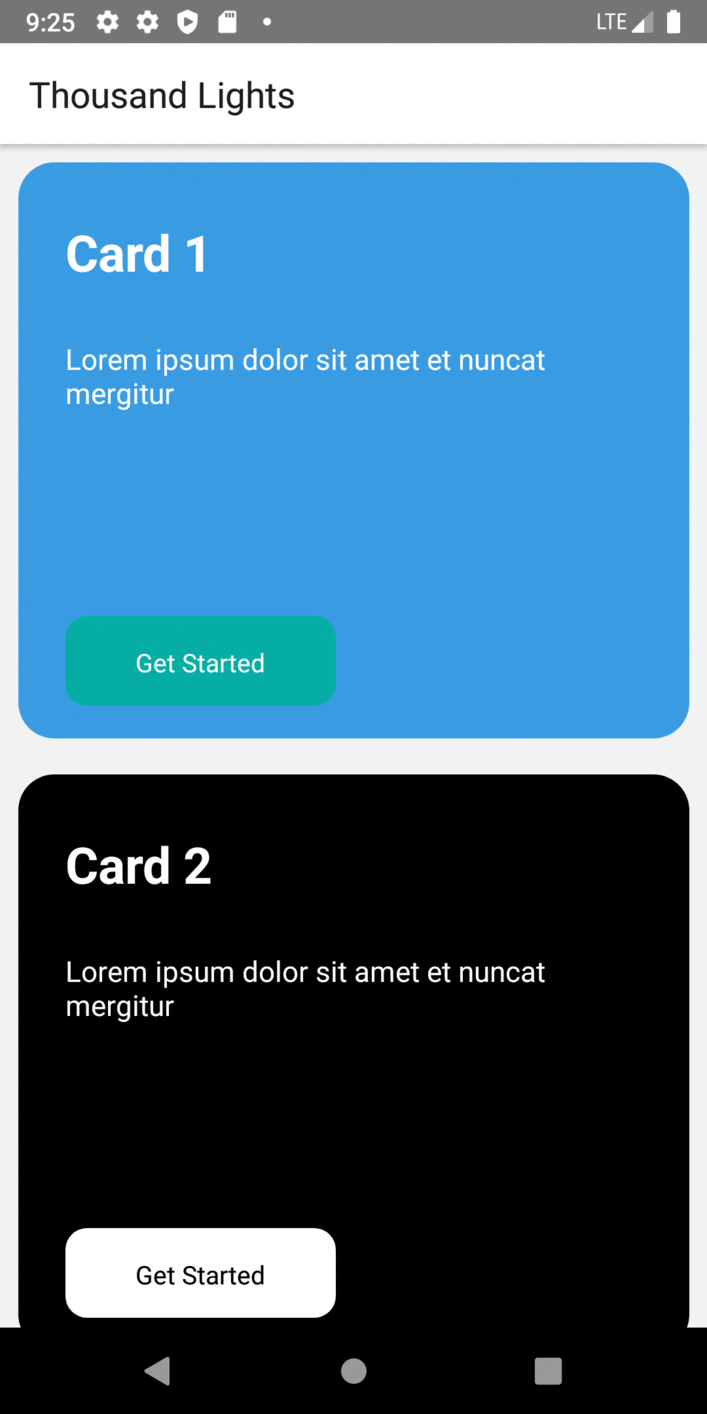 9:25
LTE
Thousand Lights
Card 1
Lorem ipsum dolor sit amet et nuncat
mergitur
Get Started
Card 2
Lorem ipsum dolor sit amet et nuncat
mergitur
Get Started